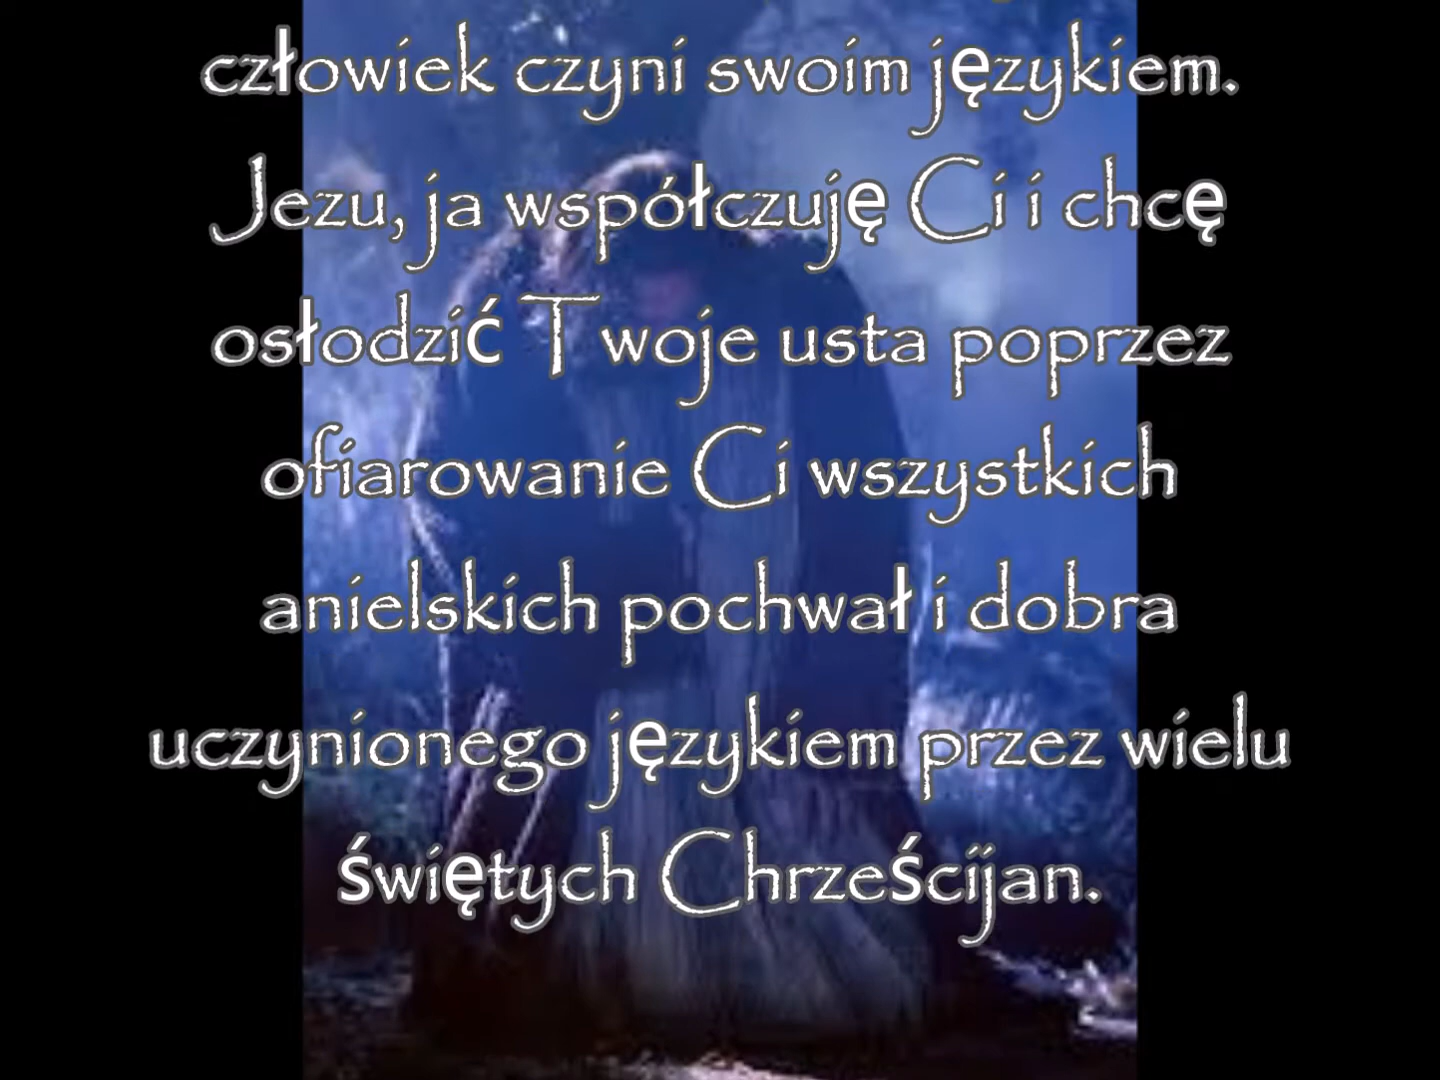 człowiek czyni swoim językiem.
Jezu, ja współczuję Ci i chcę
osłodzić Twoje usta poprzez
ofiarowanie Ci wszystkich
anielskich pochwał i dobra
uczynionego językiem przez wielu
świętych Chrześcijan.